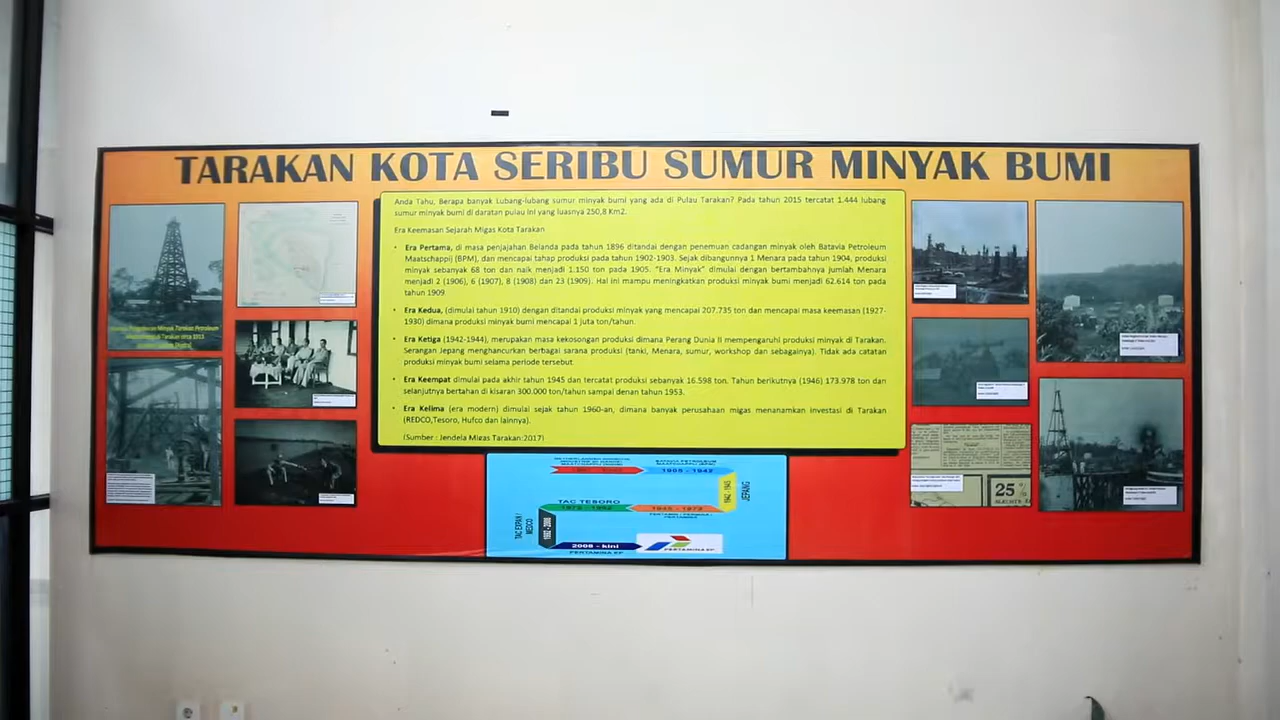 TARAKAN KOTA SERIBU SUMUR MINYAK BUMI
Anda Tahu, Berapa banyak Lubang-lubang sumur minyak bumi yang ada di Pulau Tarakan? Pada tahun 2015 tercatat 1.444 lubang
sumur minyak bumi di daratan pulau ini yang luasnya 250,8 Km2.
Era Keemasan Sejarah Migas Kota Tarakan
• Era Pertama, di masa penjajahan Belanda pada tahun 1896 ditandai dengan penemuan cadangan minyak oleh Batavia Petroleum
Maatschappij (BPM), dan mencapai tahap produksi pada tahun 1902-1903. Sejak dibangunnya 1 Menara pada tahun 1904, produksi
minyak sebanyak 68 ton dan naik menjadi 1.150 ton pada 1905. "Era Minyak" dimulai dengan bertambahnya jumlah Menara
menjadi 2 (1906), 6 (1907), 8 (1908) dan 23 (1909). Hal ini mampu meningkatkan produksi minyak bumi menjadi 62.614 ton pada
tahun 1909
• Era Kedua, (dimulai tahun 1910) dengan ditandai produksi minyak yang mencapai 207.735 ton dan mencapai masa keemasan (1927-
1930) dimana produksi minyak bumi mencapai 1 juta ton/tahun.
• Era Ketiga (1942-1944), merupakan masa kekosongan produksi dimana Perang Dunia II mempengaruhi produksi minyak di Tarakan.
Serangan Jepang menghancurkan berbagai sarana produksi (tanki, Menara, sumur, workshop dan sebagainya). Tidak ada catatan
produksi minyak bumi selama periode tersebut
• Era Keempat dimulai pada akhir tahun 1945 dan tercatat produksi sebanyak 16.598 ton. Tahun berikutnya (1946) 173.978 ton dan
selanjutnya bertahan di kisaran 300.000 ton/tahun sampai denan tahun 1953.
• Era Kelima (era modern) dimulai sejak tahun 1960-an, dimana banyak perusahaan migas menanamkan investasi di Tarakan
(REDCO,Tesoro, Hufco dan lainnya).
(Sumber : Jendela Migas Tarakan:2017)
1905 - 1942
1942 - 1945
JEPANG
TAC TESORO
1945 - 1972
1992 - 2008
2008 - kini
PERTAMINA EP
PERTAMINA EP
25